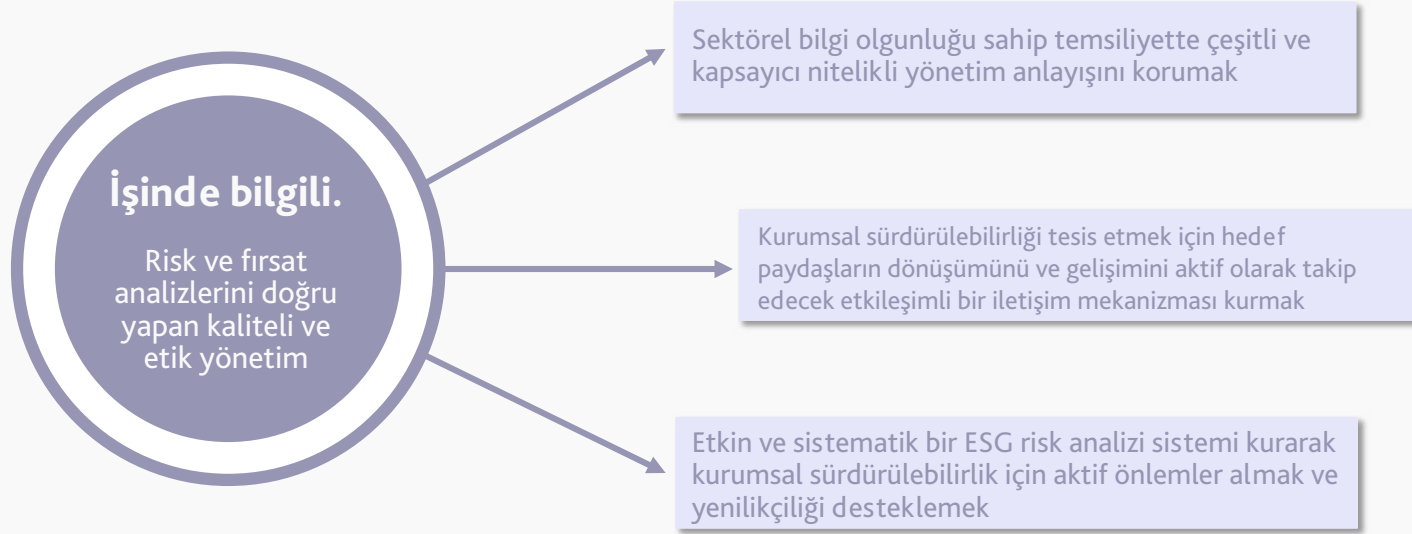 İşinde bilgili.
Risk ve fırsat
analizlerini doğru
yapan kaliteli ve
etik yönetim
Sektörel bilgi olgunluğu sahip temsiliyette çeşitli ve
kapsayıcı nitelikli yönetim anlayışını korumak
Kurumsal sürdürülebilirliği tesis etmek için hedef
paydaşların dönüşümünü ve gelişimini aktif olarak takip
edecek etkileşimli bir iletişim mekanizması kurmak
Etkin ve sistematik bir ESG risk analizi sistemi kurarak
kurumsal sürdürülebilirlik için aktif önlemler almak ve
yenilikçiliği desteklemek